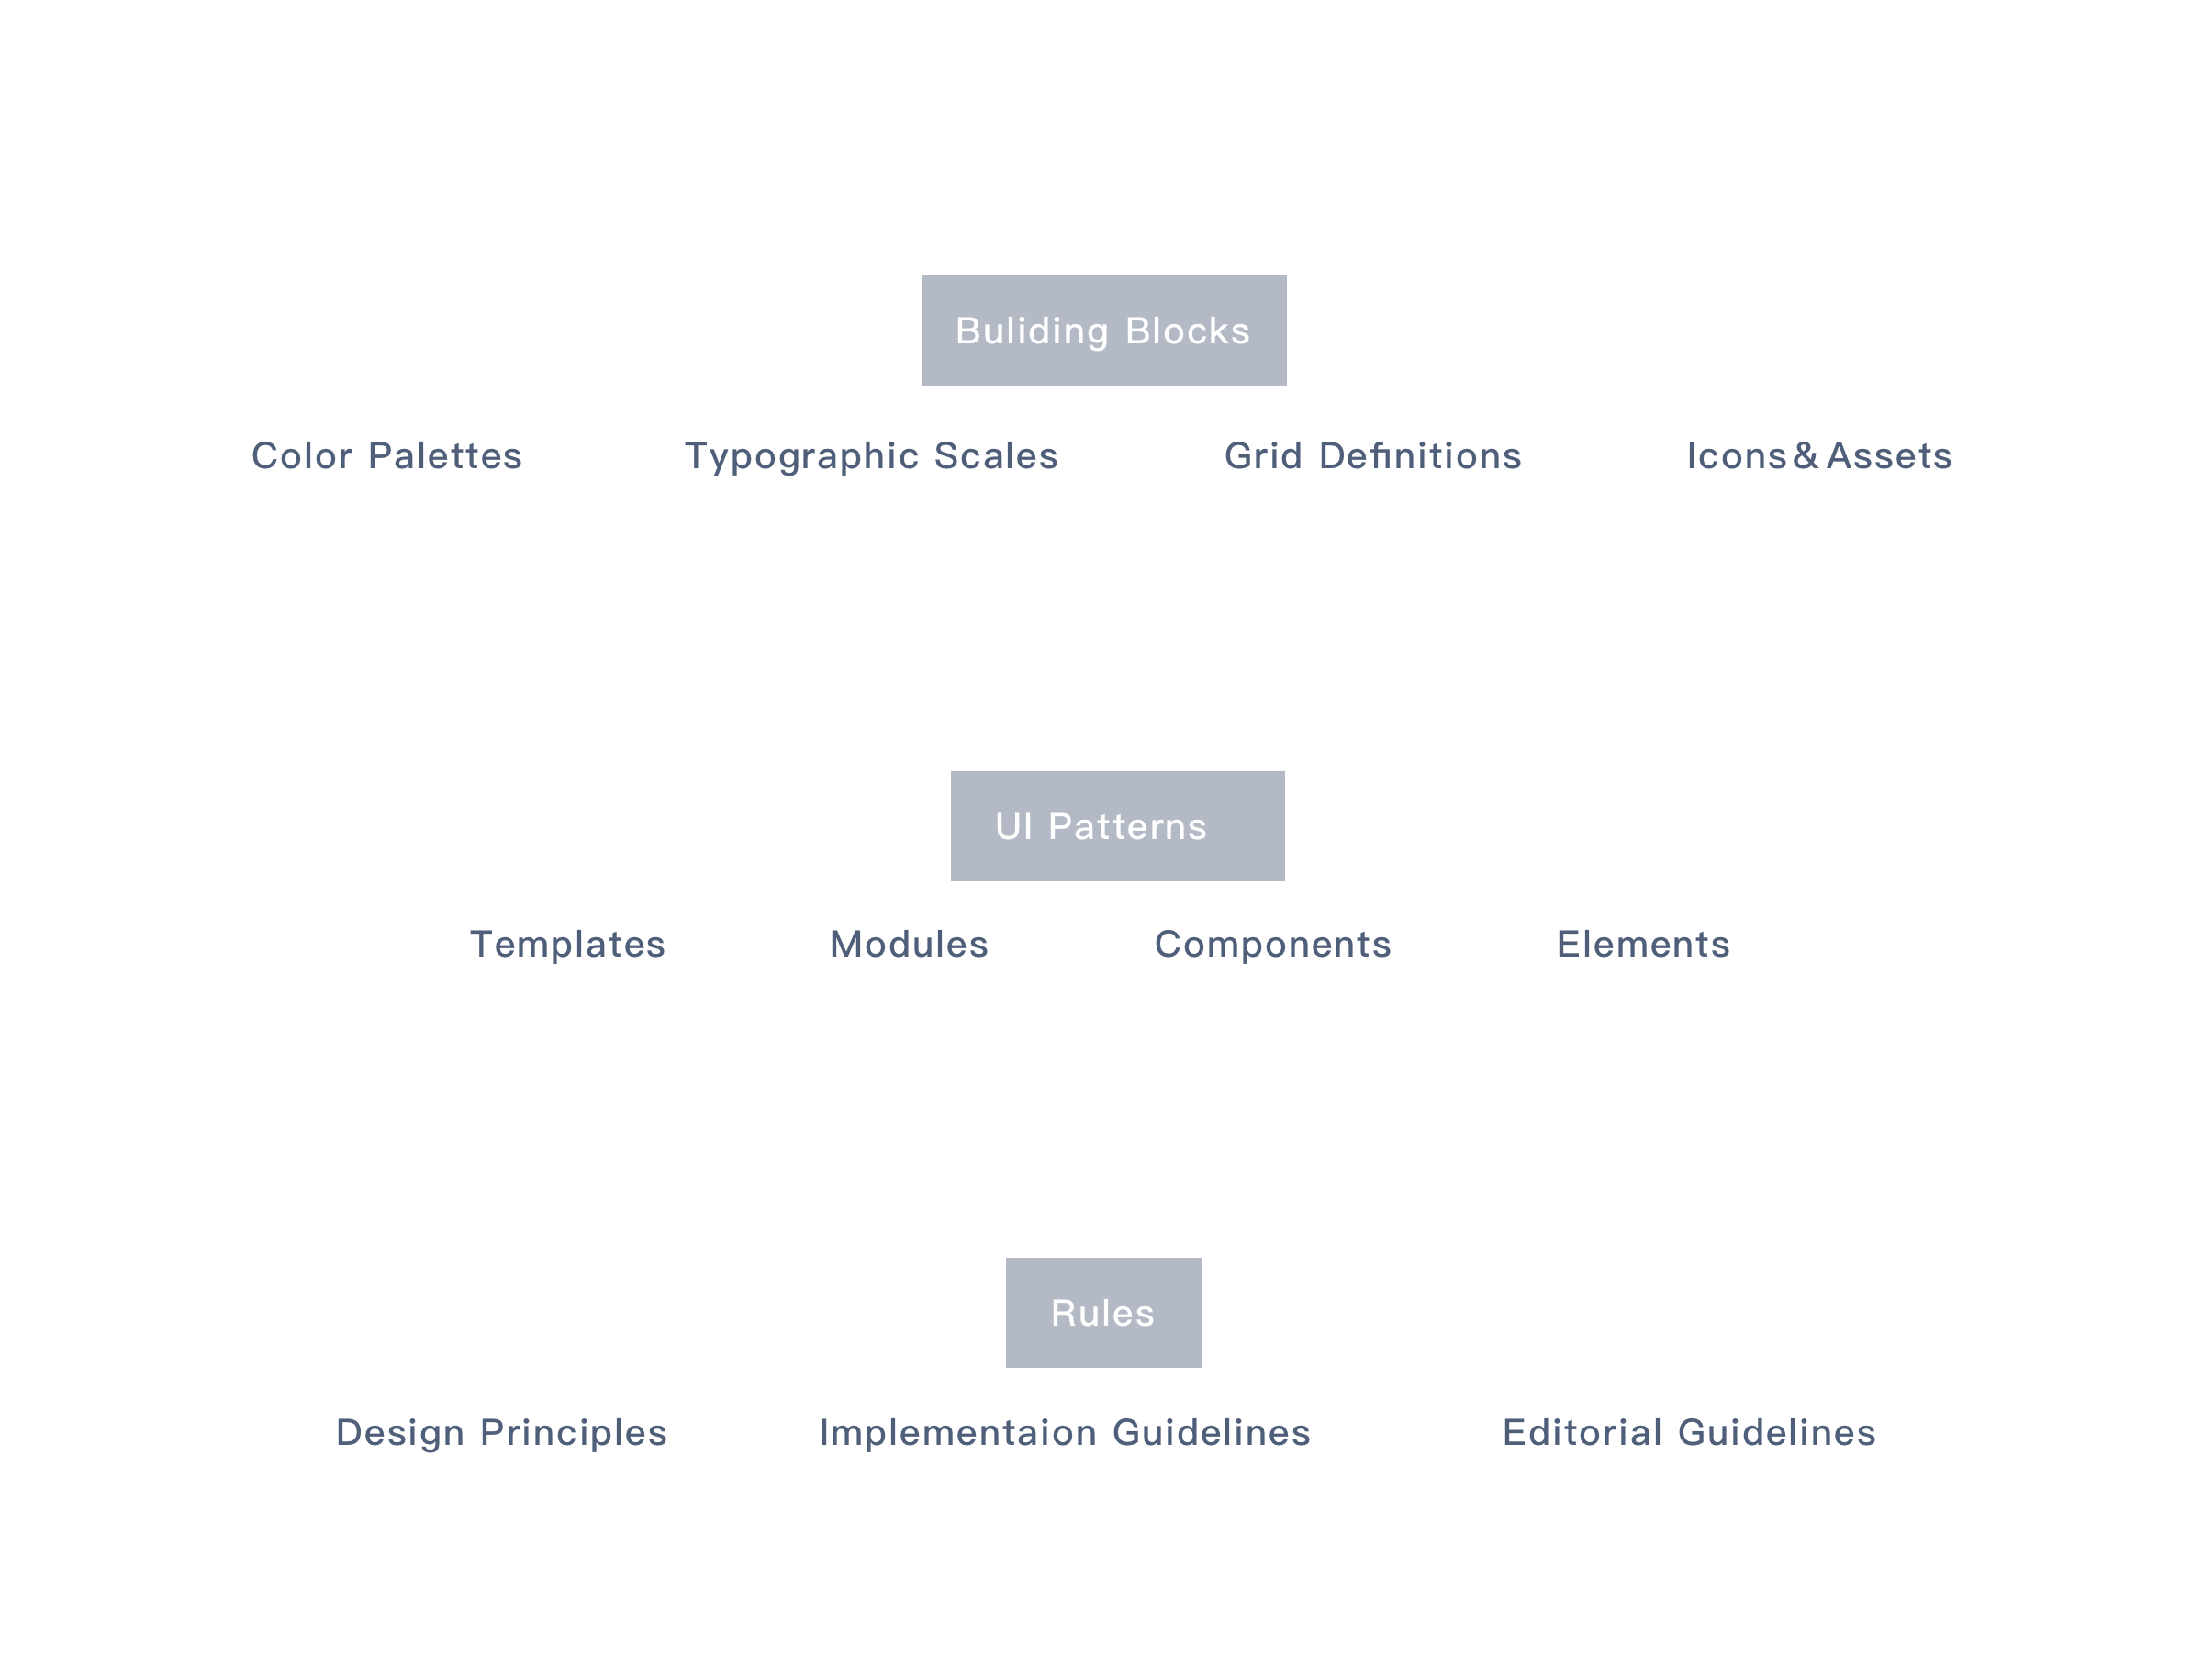 Buliding Blocks
Color Palettes Typographic Scales Grid Definitions Icons&Assets
UI Patterns
Templates Modules Components Elements
Rules
Design Principles Implementaion Guidelines Editorial Guidelines